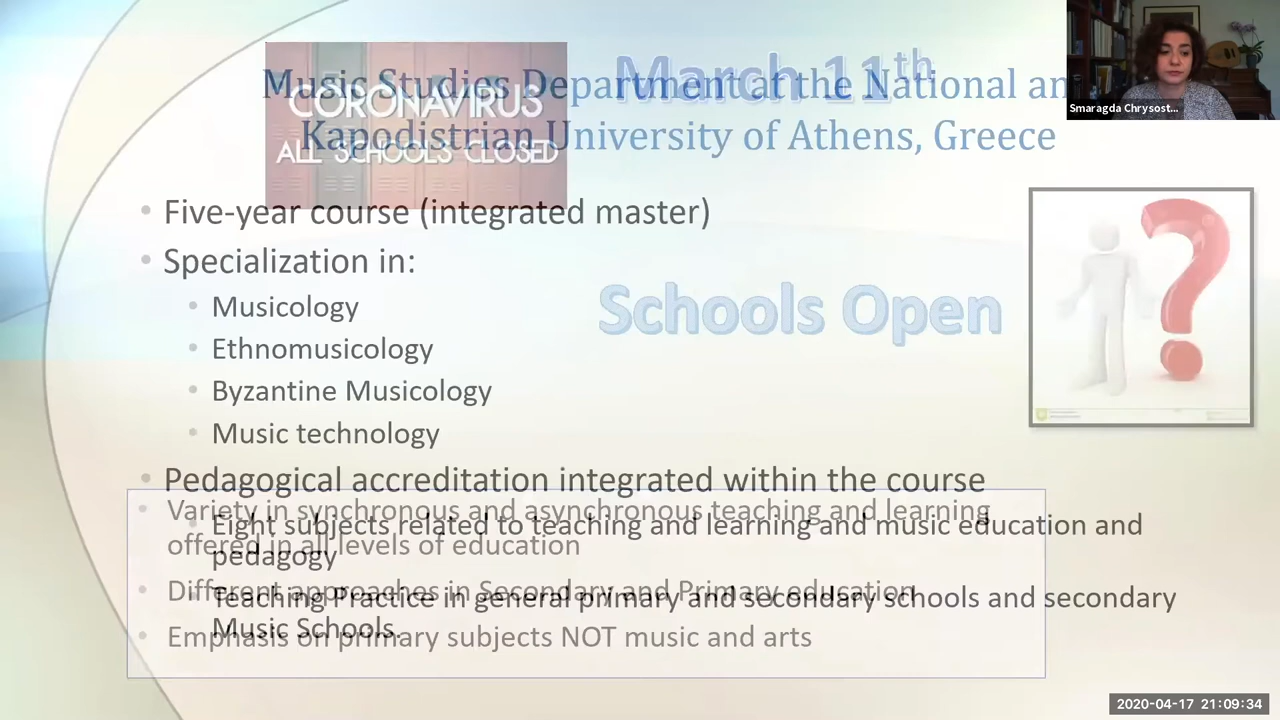 March 11th
Music Studies Department at the National an
Kapodistrian University of Athens, Greece
CORONAVIRUS
ALL SCHOOLS CLOSED
Smaragda Chrysost...
• Five-year course (integrated master)
• Specialization in:
• Musicology
• Ethnomusicology
• Byzantine Musicology
• Music technology
Schools Open
• Pedagogical accreditation integrated within the course
• Eight subjects related to teaching and learning and music education and
pedagogy
• Teaching Practice in general primary and secondary schools and secondary
Music Schools.
• Variety in synchronous and asynchronous teaching and learning
offered in all levels of education
• Different approaches in Secondary and Primary education
• Emphasis on primary subjects NOT music and arts
2020-04-17 21:09:34